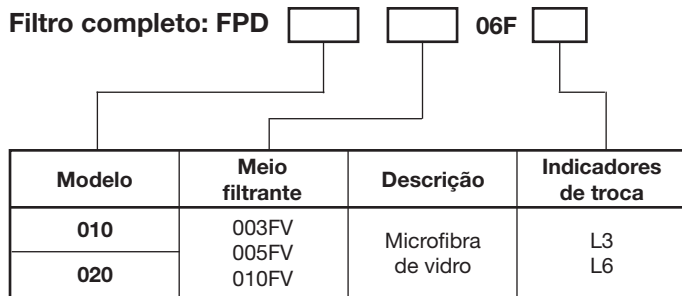 Filtro completo: FPD 06F
Modelo
Meio
filtrante
Descrição
Indicadores
de troca
010
020
003FV
005FV
010FV
Microfibra
de vidro
L3
L6